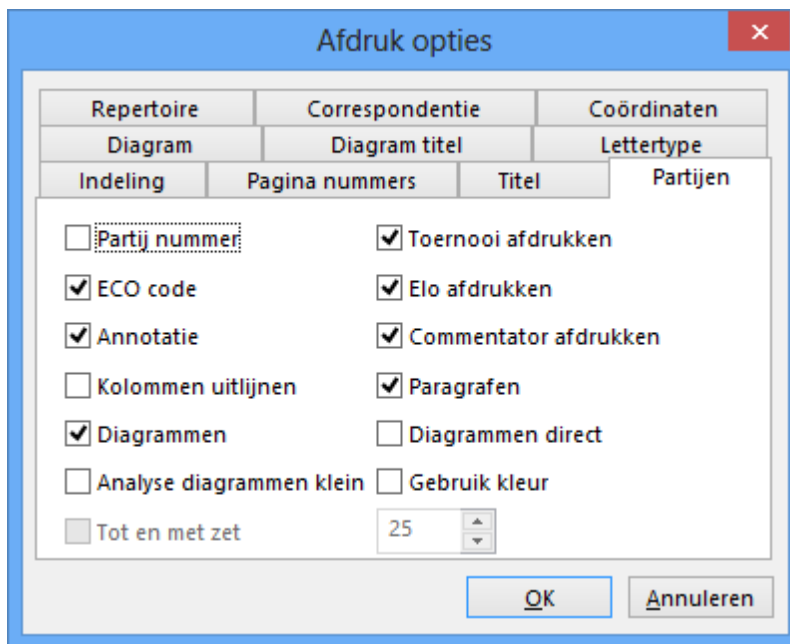 Afdruk opties
Repertoire Correspondentie Coördinaten
Diagram Diagram titel Lettertype
Indeling Pagina nummers Titel Partijen
Partij nummer Toernooi afdrukken
ECO code Elo afdrukken
Annotatie Commentator afdrukken
Kolommen uitlijnen Paragrafen
Diagrammen Diagrammen direct
Analyse diagrammen klein Gebruik kleur
Tot en met zet 25
OK Annuleren